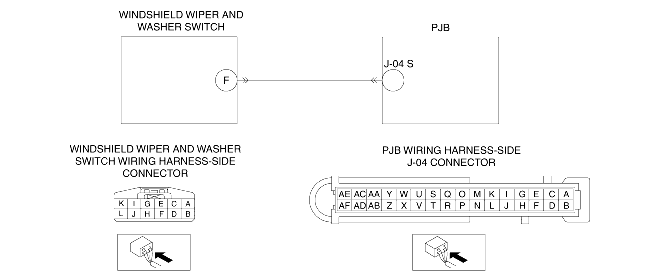 WINDSHIELD WIPER AND
WASHER SWITCH
PJB
F
J-04 S
WINDSHIELD WIPER AND WASHER
SWITCH WIRING HARNESS-SIDE
CONNECTOR
PJB WIRING HARNESS-SIDE
J-04 CONNECTOR
K I G E C A
L J H F D B
AE AC AA Y W U S Q O M K I G E C A
AF AD AB Z X V T R P N L J H F D B